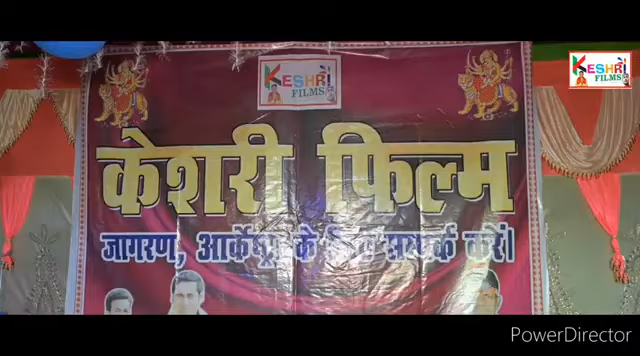 KESHRI
FILMS
KESHRI
FILMS
केशरी फिल्म
जागरण, आर्केष्ट्रा के लिए सम्पर्क करें।
PowerDirector